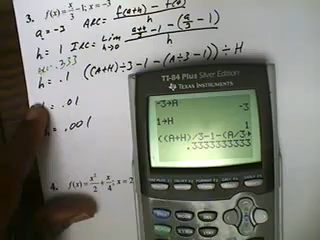 3. f(x) = x/3 - 1; x = -3
ARC = f(a+h) - f(a) / h
a = -3
h = 1 IRC = lim h→0 a+h/3 - 1 - (a/3 - 1) / h
ARC = .333
h = .1 ((A+H)÷3-1-(A÷3-1))÷H
= .01
= .001
4. f(x) = x²/2 + x/4; x = 2
TI-84 Plus Silver Edition
TEXAS INSTRUMENTS
-3→A
-3
1→H
1
((A+H)/3-1-(A/3
.3333333333